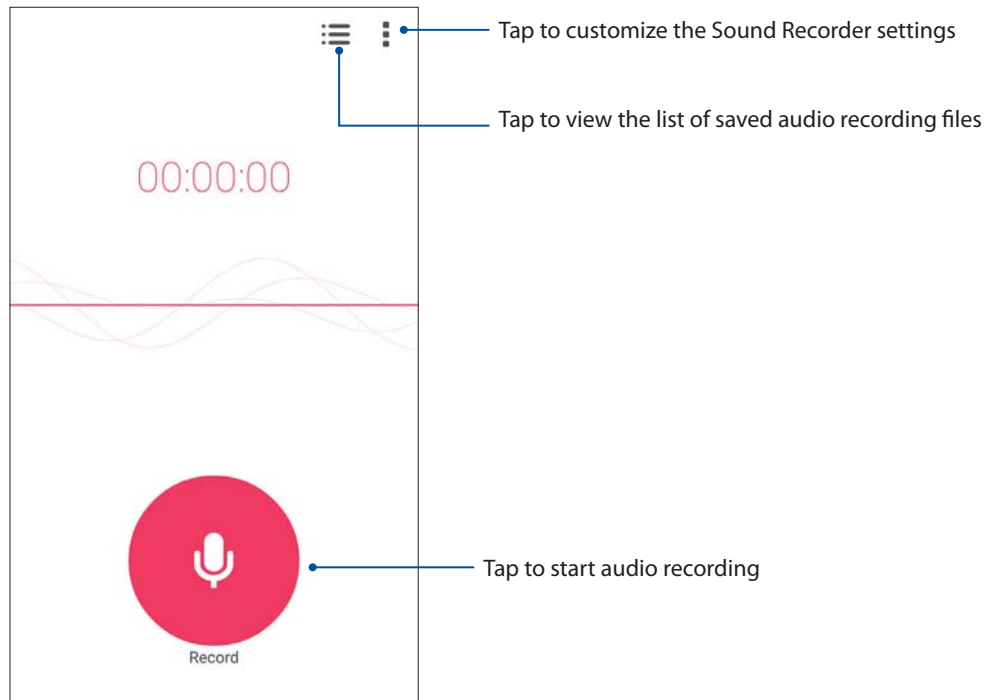 Tap to customize the Sound Recorder settings
Tap to view the list of saved audio recording files
00:00:00
Tap to start audio recording
Record